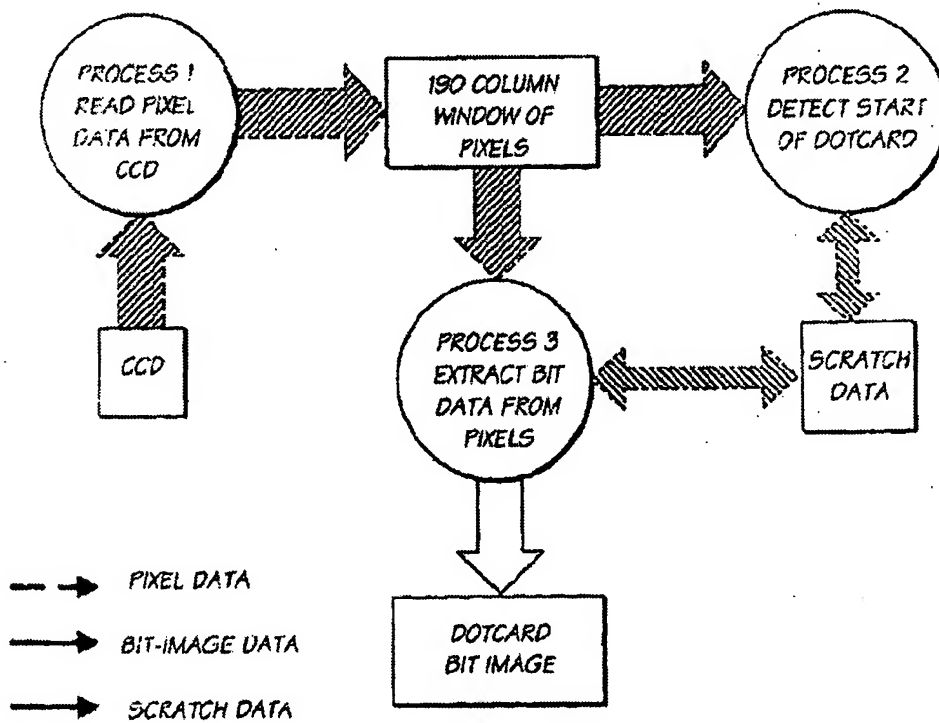 PROCESS 1
READ PIXEL
DATA FROM
CCD
190 COLUMN
WINDOW OF
PIXELS
PROCESS 2
DETECT START
OF DOTCARD
CCD
PROCESS 3
EXTRACT BIT
DATA FROM
PIXELS
SCRATCH
DATA
PIXEL DATA
BIT-IMAGE DATA
SCRATCH DATA
DOTCARD
BIT IMAGE